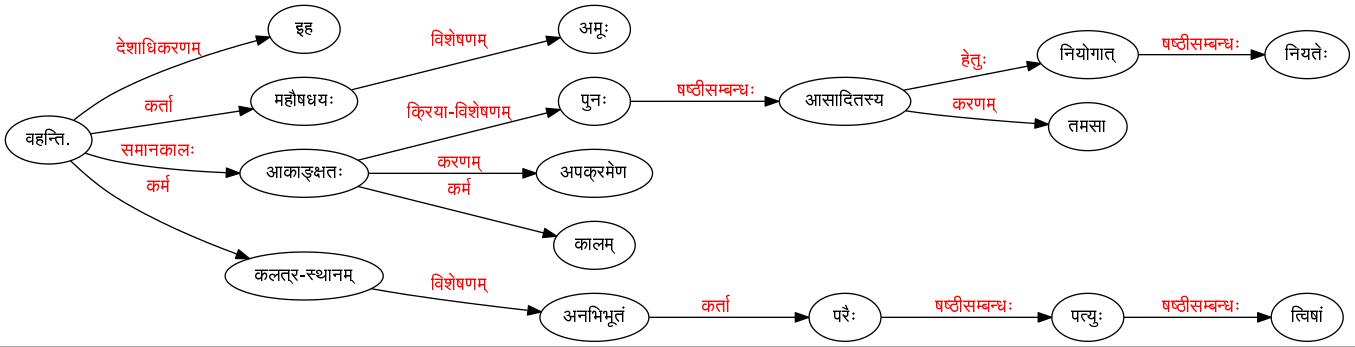 इह
अमूः
देशाधिकरणम्
विशेषणम्
हेतुः
नियोगात्
षष्ठीसम्बन्धः
नियतेः
कर्ता
महौषधयः
क्रिया-विशेषणम्
पुनः
षष्ठीसम्बन्धः
आसादितस्य
करणम्
तमसा
वहन्ति.
समानकालः
आकाङ्क्षतः
करणम्
अपक्रमेण
कर्म
कर्म
कालम्
कलत्र-स्थानम्
विशेषणम्
अनभिभूतं
कर्ता
परैः
षष्ठीसम्बन्धः
पत्युः
षष्ठीसम्बन्धः
त्विषां